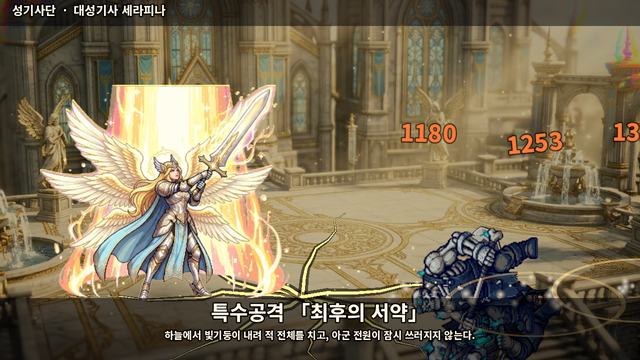 성기사단 · 대성기사 세라피나
1180
1253
13
특수공격 「최후의 서약」
하늘에서 빛기둥이 내려 적 전체를 치고, 아군 전원이 잠시 쓰러지지 않는다.